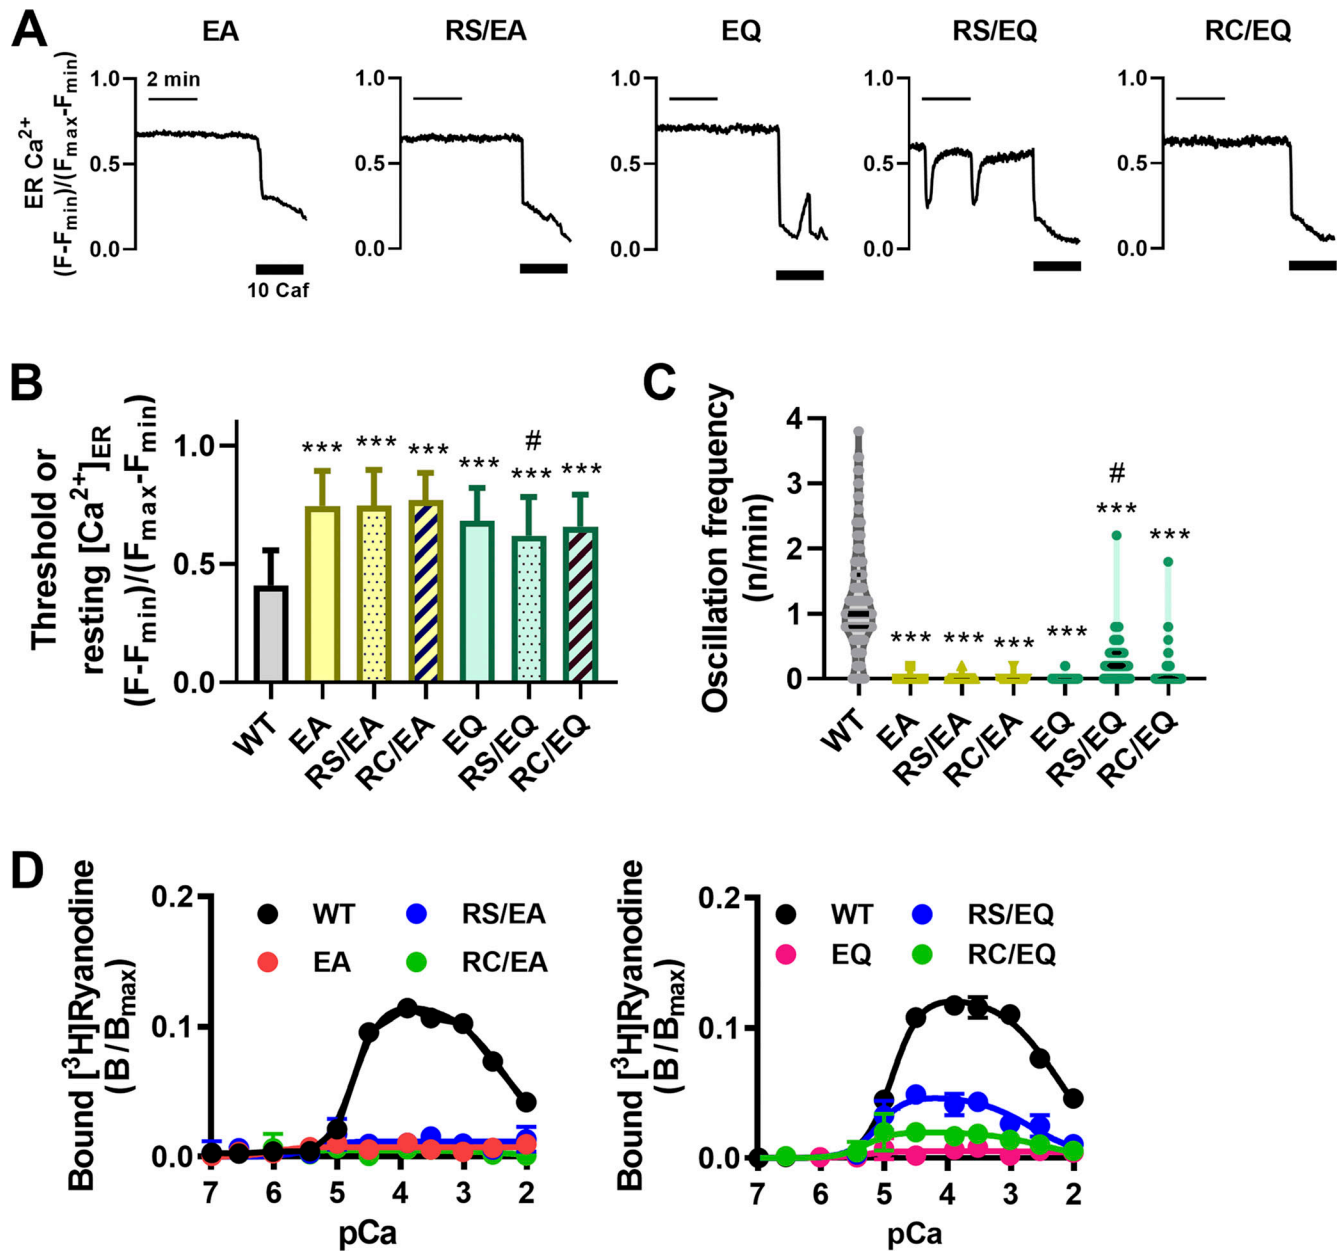 A
EA
RS/EA
EQ
RS/EQ
RC/EQ
ER Ca2+
(F-Fmin)/(Fmax-Fmin)
2 min
1.0
0.5
0.0
1.0
0.5
0.0
1.0
0.5
0.0
1.0
0.5
0.0
1.0
0.5
0.0
10 Caf
B
Threshold or
resting [Ca2+]ER
(F-Fmin)/(Fmax-Fmin)
1.0
0.5
0.0
***
***
***
***
#
***
***
WT
EA
RS/EA
RC/EA
EQ
RS/EQ
RC/EQ
C
Oscillation frequency
(n/min)
4
3
2
1
0
***
***
***
***
#
***
***
WT
EA
RS/EA
RC/EA
EQ
RS/EQ
RC/EQ
D
Bound [3H]Ryanodine
(B/Bmax)
0.2
0.1
0.0
WT
RS/EA
EA
RC/EA
7 6 5 4 3 2
pCa
Bound [3H]Ryanodine
(B/Bmax)
0.2
0.1
0.0
WT
RS/EQ
EQ
RC/EQ
7 6 5 4 3 2
pCa